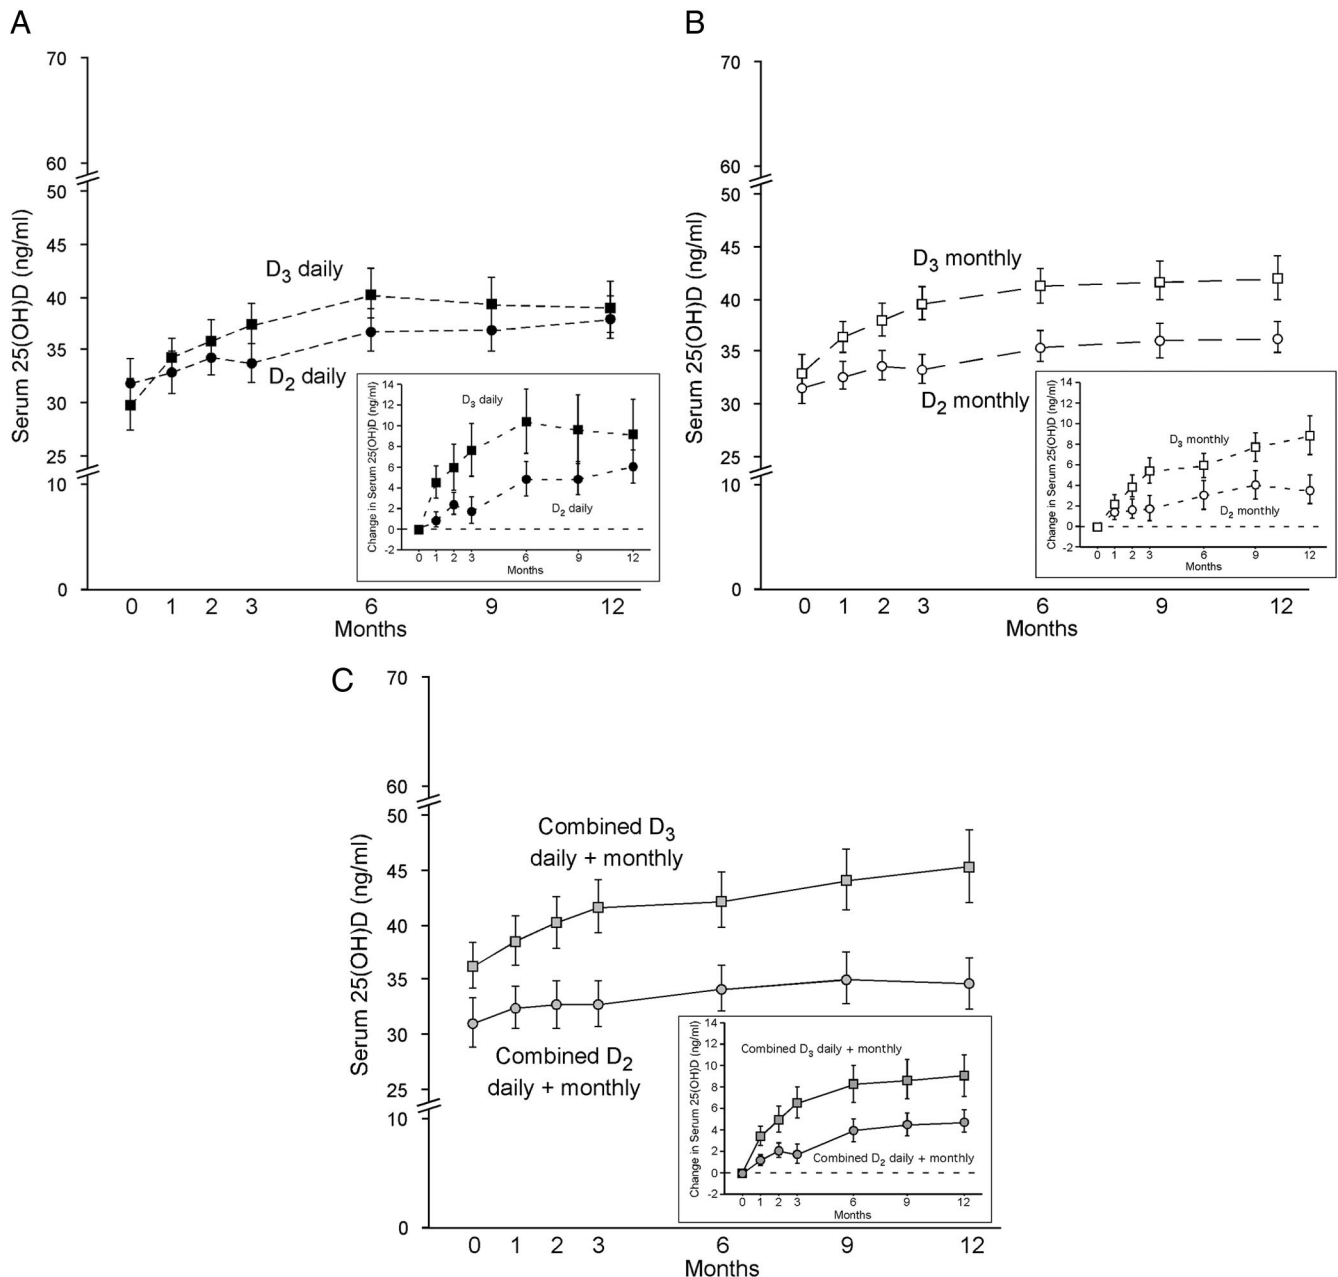 A
70
60
50
45
40
35
30
25
10
0
Serum 25(OH)D (ng/ml)
D3 daily
D2 daily
0 1 2 3 6 9 12
Months
14
12
10
8
6
4
2
0
-2
Change in Serum 25(OH)D (ng/ml)
D3 daily
D2 daily
0 1 2 3 6 9 12
Months
B
70
60
50
45
40
35
30
25
10
0
Serum 25(OH)D (ng/ml)
D3 monthly
D2 monthly
0 1 2 3 6 9 12
Months
14
12
10
8
6
4
2
0
-2
Change in Serum 25(OH)D (ng/ml)
D3 monthly
D2 monthly
0 1 2 3 6 9 12
Months
C
70
60
50
45
40
35
30
25
10
0
Serum 25(OH)D (ng/ml)
Combined D3
daily + monthly
Combined D2
daily + monthly
0 1 2 3 6 9 12
Months
14
12
10
8
6
4
2
0
-2
Change in Serum 25(OH)D (ng/ml)
Combined D3 daily + monthly
Combined D2 daily + monthly
0 1 2 3 6 9 12
Months